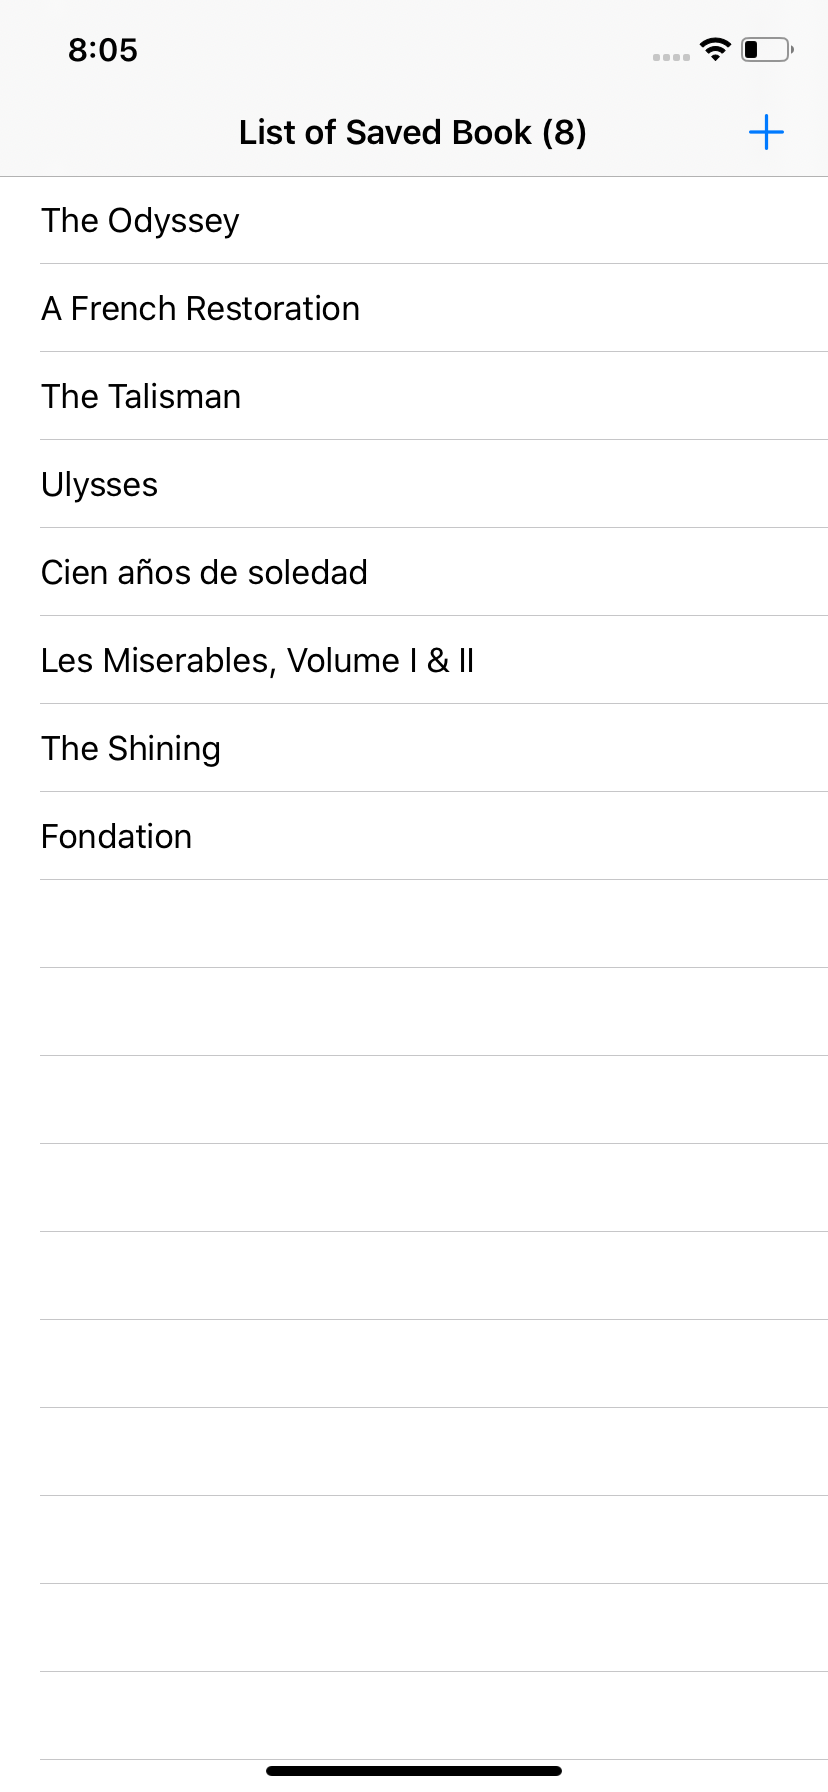 8:05
List of Saved Book (8)
The Odyssey
A French Restoration
The Talisman
Ulysses
Cien años de soledad
Les Miserables, Volume I & II
The Shining
Fondation